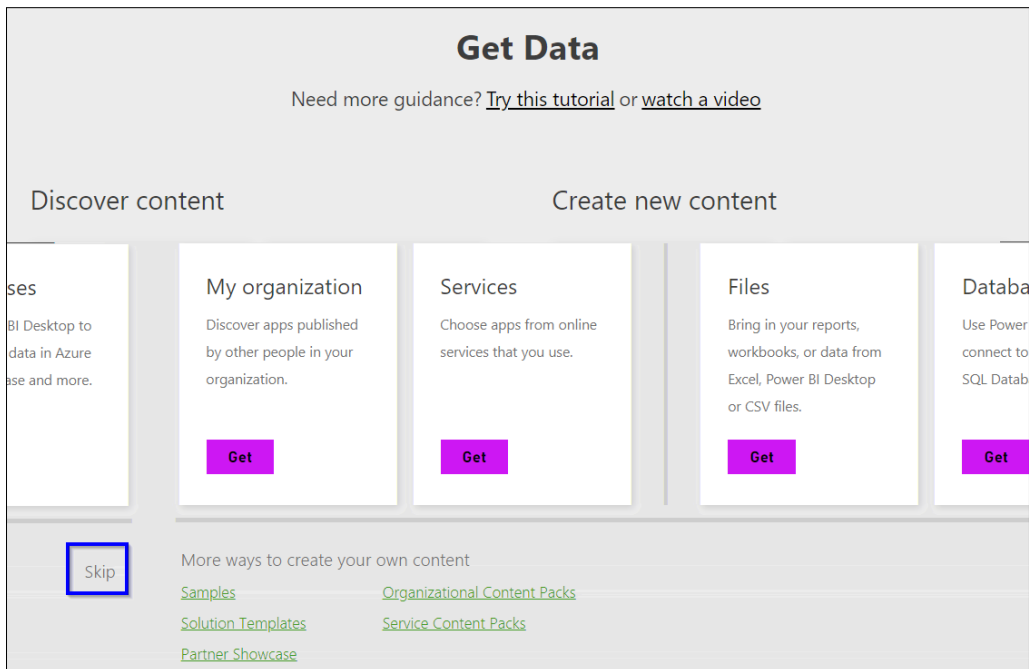 Get Data
Need more guidance? Try this tutorial or watch a video
Discover content
Create new content
ses
BI Desktop to
data in Azure
ase and more.
My organization
Discover apps published
by other people in your
organization.
Get
Services
Choose apps from online
services that you use.
Get
Files
Bring in your reports,
workbooks, or data from
Excel, Power BI Desktop
or CSV files.
Get
Databa
Use Power
connect to
SQL Datab
Get
Skip
More ways to create your own content
Samples
Organizational Content Packs
Solution Templates
Service Content Packs
Partner Showcase